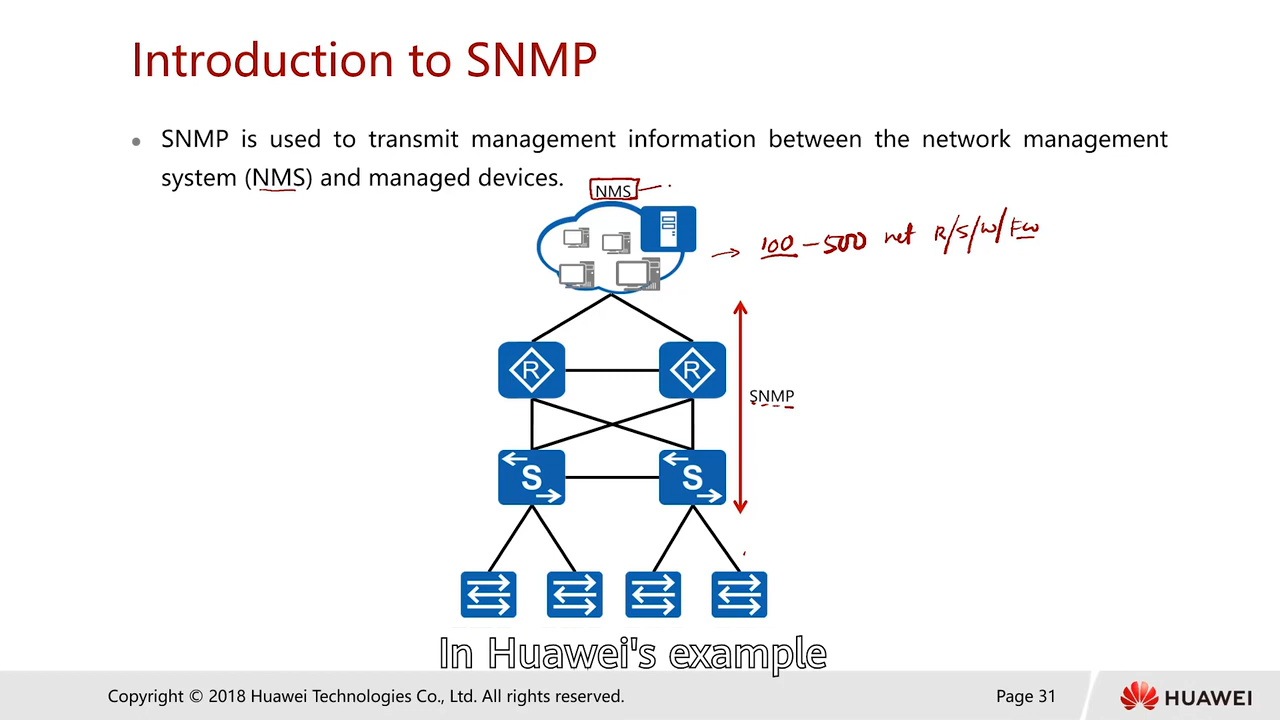 Introduction to SNMP
• SNMP is used to transmit management information between the network management
system (NMS) and managed devices.
NMS
→ 100 - 500 net R/S/W/FW
R R
SNMP
S S
In Huawei's example
Copyright © 2018 Huawei Technologies Co., Ltd. All rights reserved.
Page 31
HUAWEI